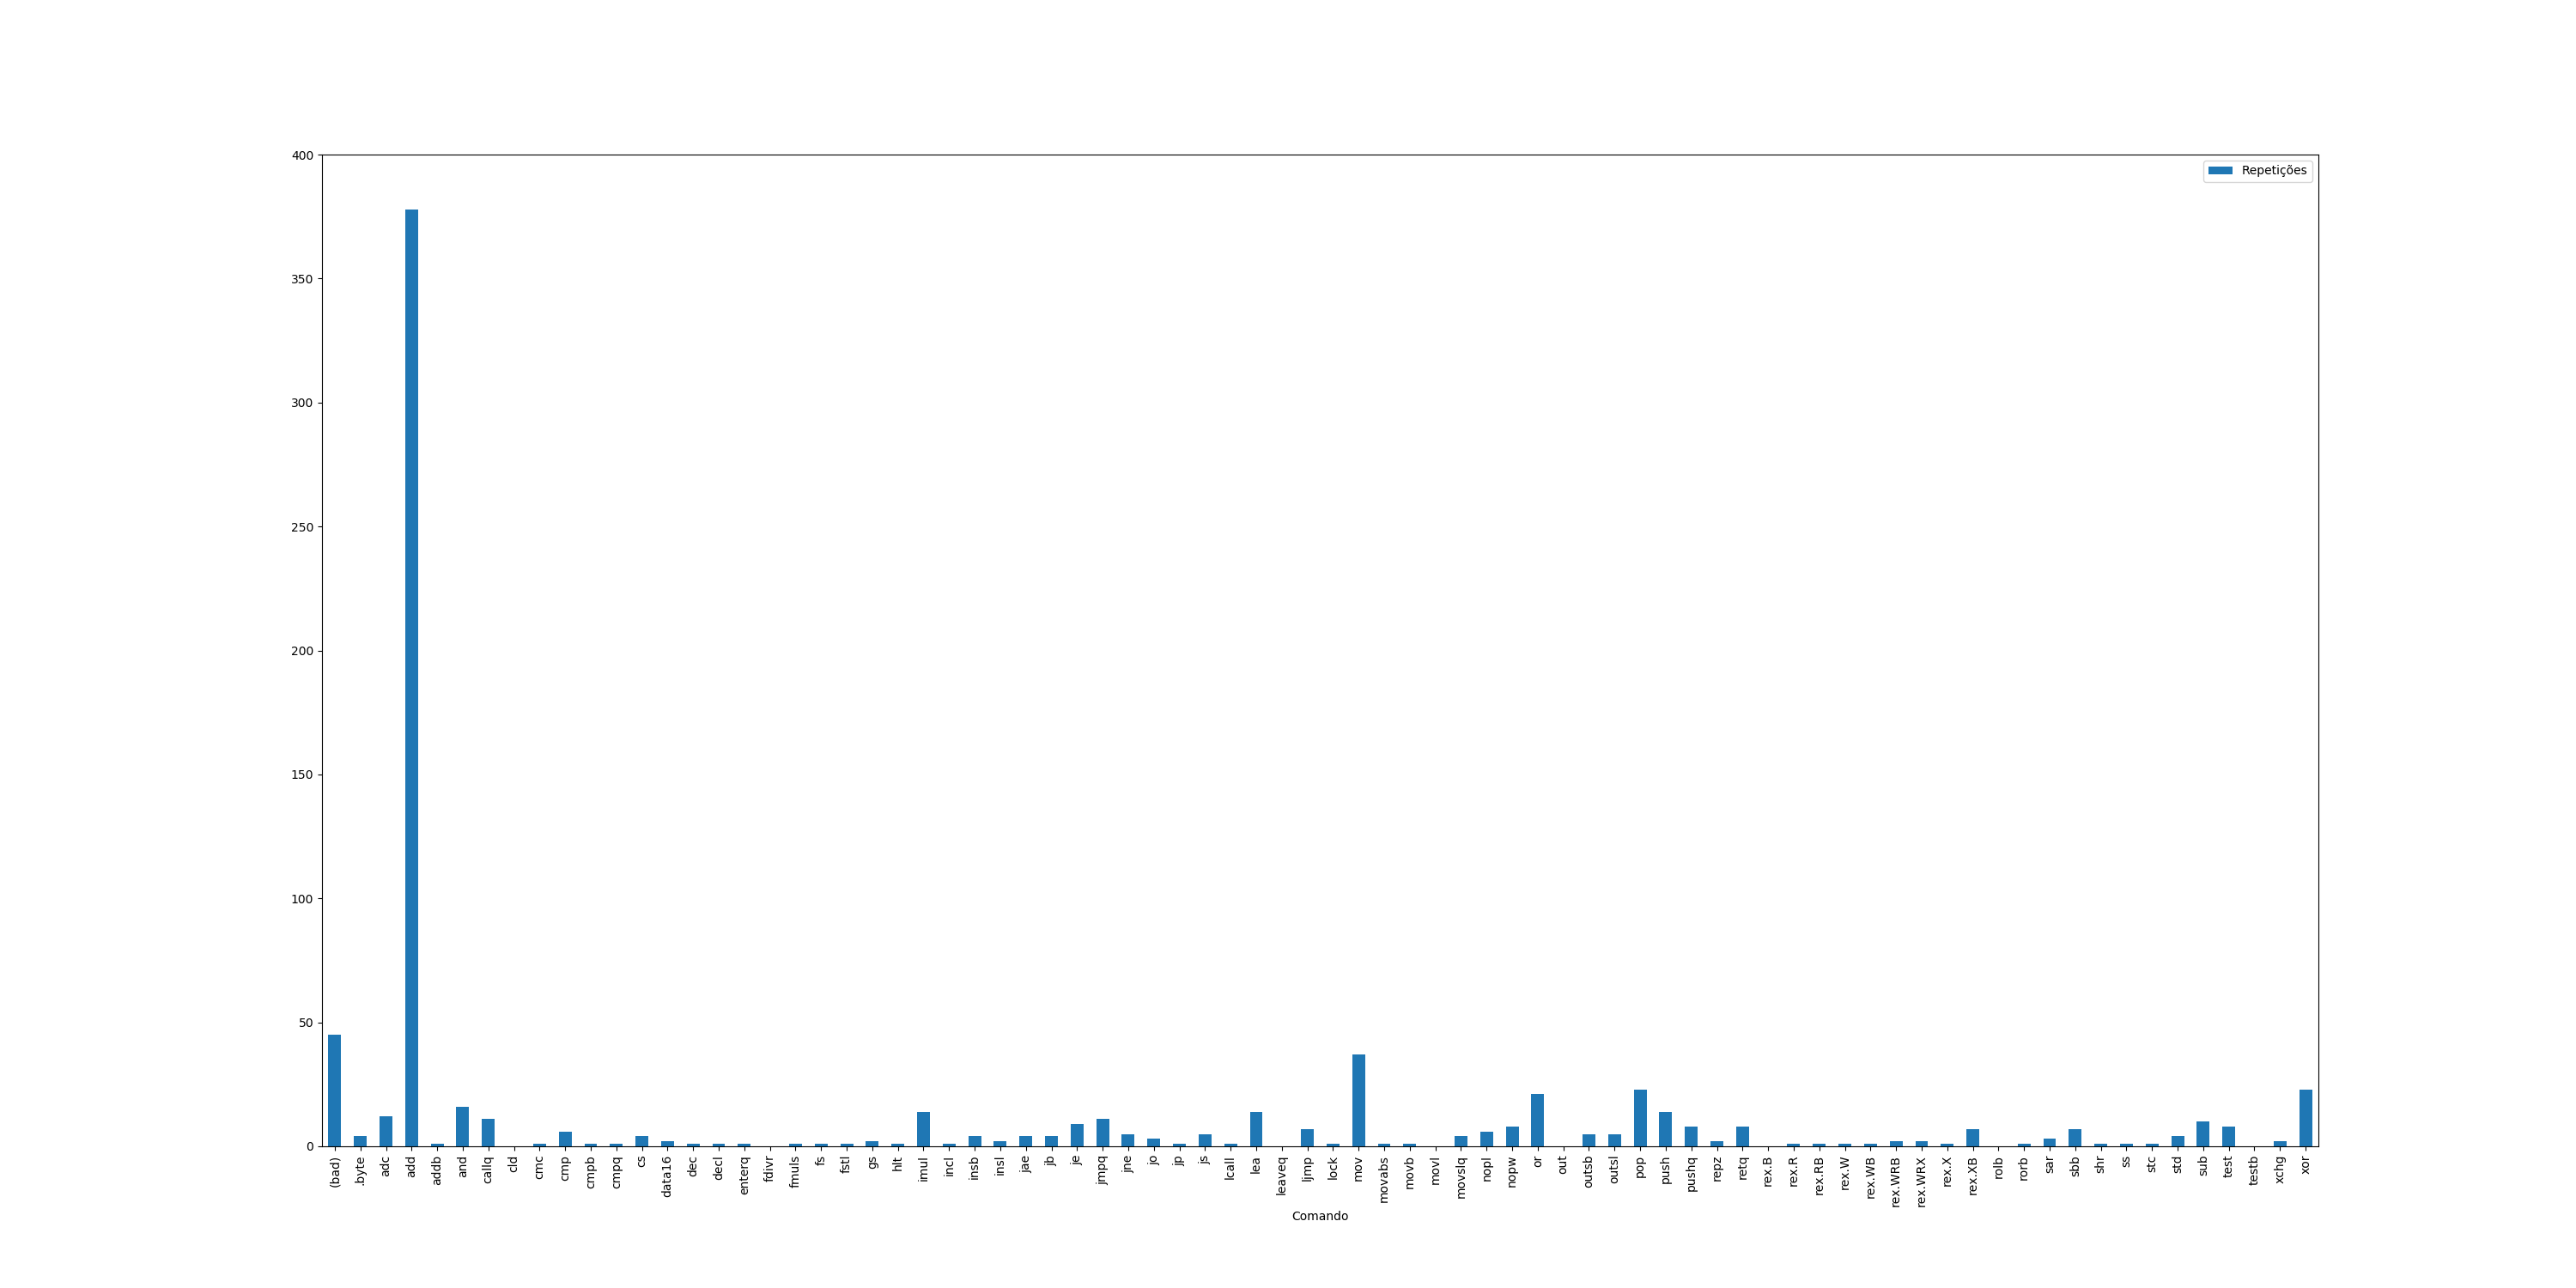 400
Repetições
350
300
250
200
150
100
50
0
(bad)
.byte
adc
add
addb
and
callq
cld
cmc
cmp
cmpb
cmpq
cs
data16
dec
decl
enterq
fdivr
fmuls
fs
fstl
gs
hlt
imul
incl
insb
insl
jae
jb
je
jmpq
jne
jo
jp
js
lcall
lea
leaveq
ljmp
lock
mov
movabs
movb
movl
movslq
nopl
nopw
or
out
outsb
outsl
pop
push
pushq
repz
retq
rex.B
rex.R
rex.RB
rex.W
rex.WB
rex.WRB
rex.WRX
rex.X
rex.XB
rolb
rorb
sar
sbb
shr
ss
stc
std
sub
test
testb
xchg
xor
Comando